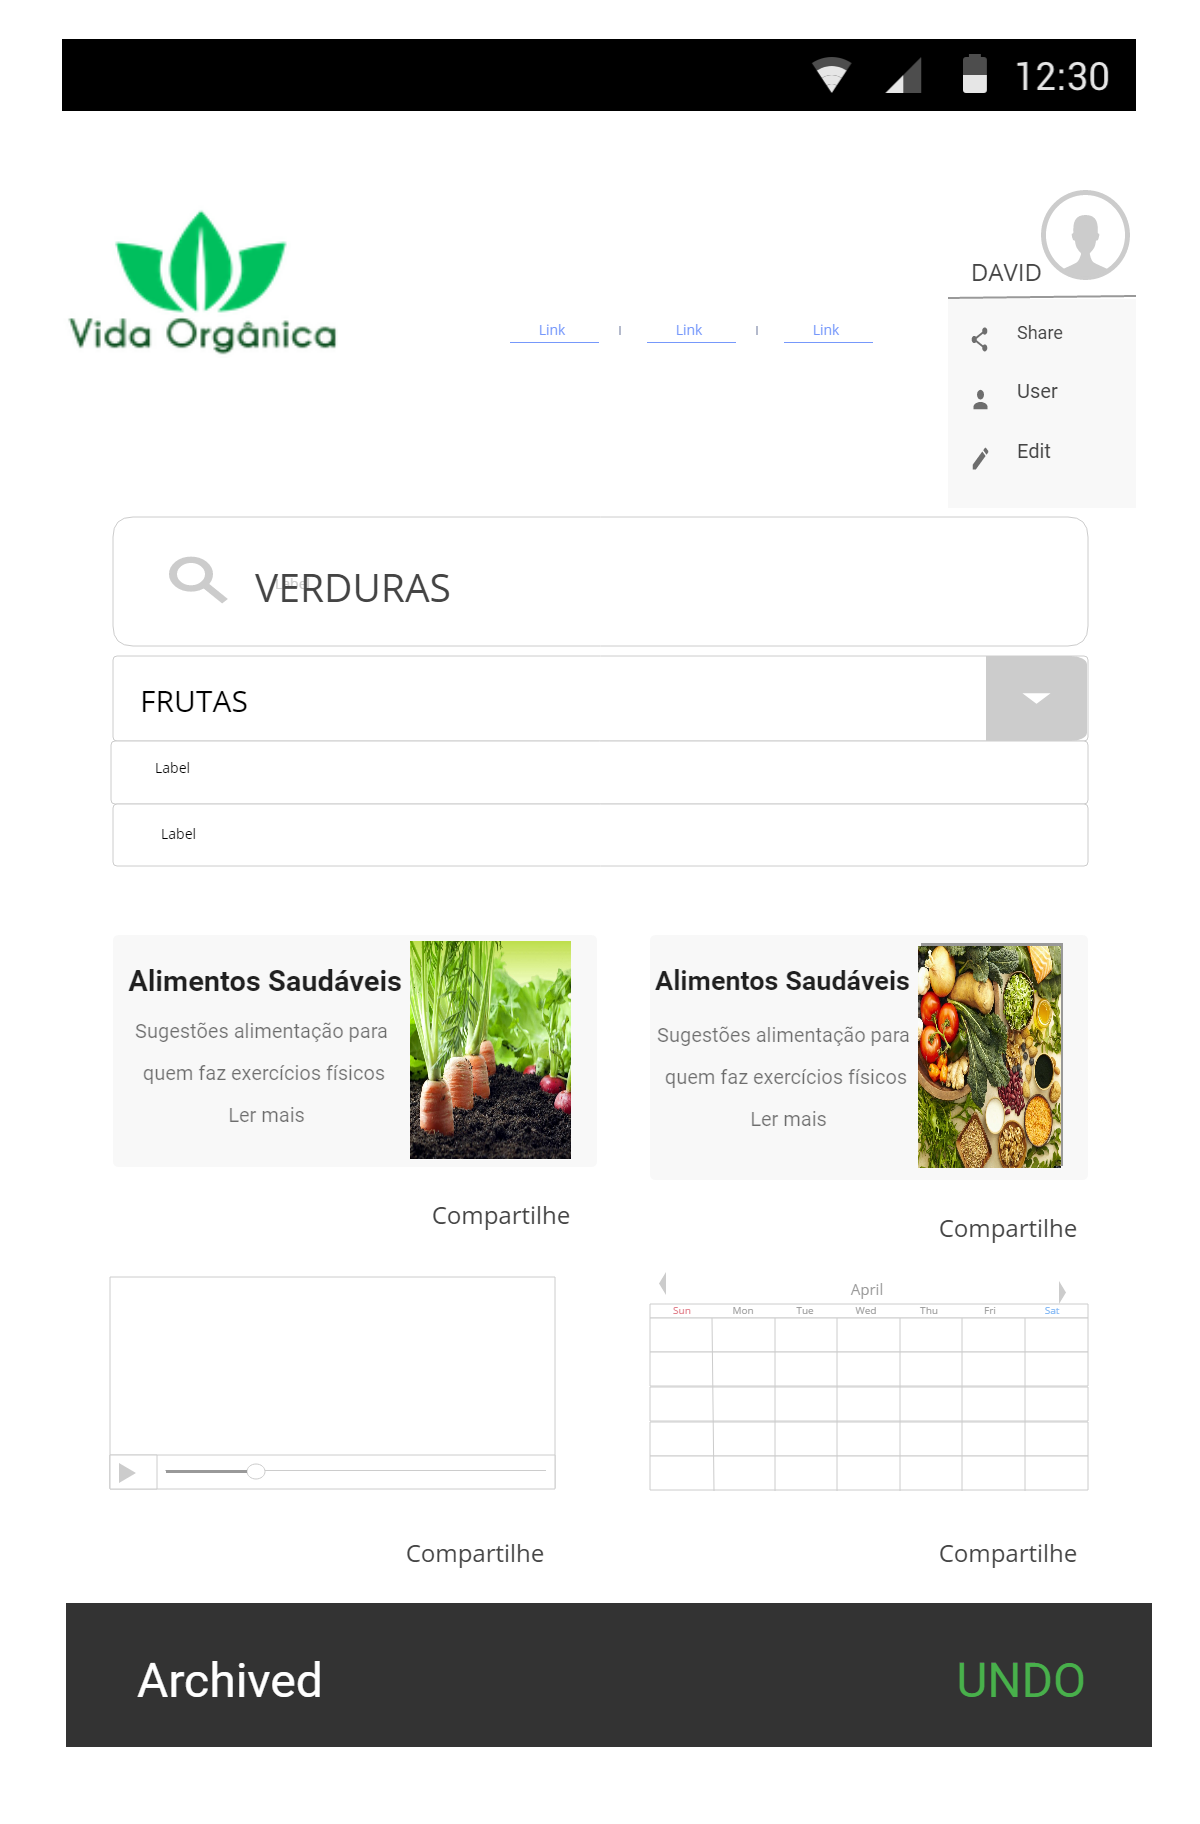 12:30
DAVID
Vida Orgânica
Link
Link
Link
Share
User
Edit
Label
VERDURAS
FRUTAS
Label
Label
Alimentos Saudáveis
Sugestões alimentação para
quem faz exercícios físicos
Ler mais
Alimentos Saudáveis
Sugestões alimentação para
quem faz exercícios físicos
Ler mais
Compartilhe
Compartilhe
April
Sun Mon Tue Wed Thu Fri Sat
Compartilhe
Compartilhe
Archived
UNDO